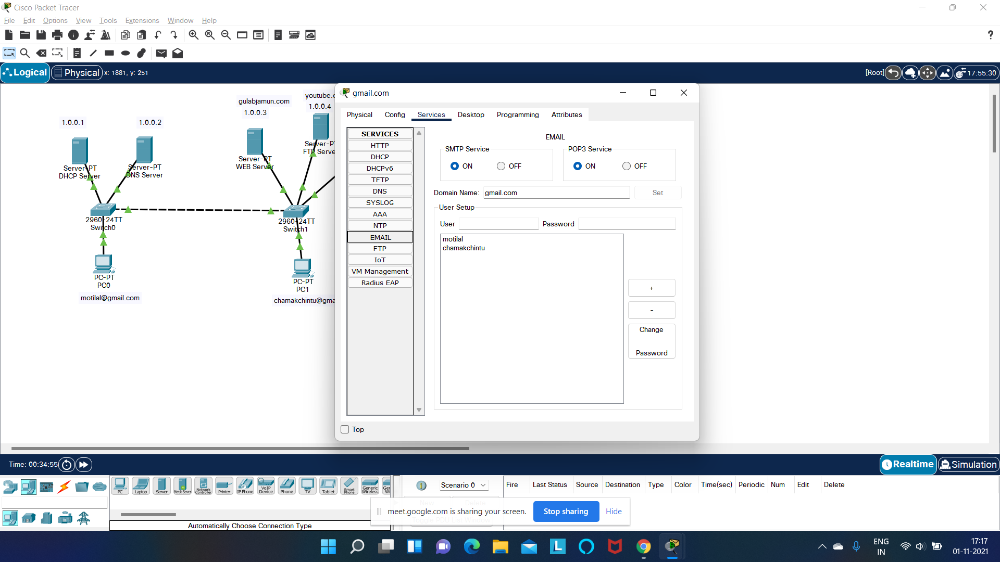 Cisco Packet Tracer
File Edit Options View Tools Extensions Window Help
Logical Physical x: 1881, y: 251
[Root] 17:55:30
gulabjamun.com
1.0.0.3
youtube.c
1.0.0.4
1.0.0.1
1.0.0.2
Server-PT
DHCP Server
Server-PT
DNS Server
Server-PT
WEB Server
Server-PT
FTP Serve
2960-24TT
Switch0
2960-24TT
Switch1
PC-PT
PC0
PC-PT
PC1
motilal@gmail.com
chamakchintu@gma
gmail.com
Physical Config Services Desktop Programming Attributes
SERVICES
HTTP
DHCP
DHCPv6
TFTP
DNS
SYSLOG
AAA
NTP
EMAIL
FTP
IoT
VM Management
Radius EAP
EMAIL
SMTP Service
ON OFF
POP3 Service
ON OFF
Domain Name: gmail.com Set
User Setup
User Password
motilal
chamakchintu
+
-
Change
Password
Top
Time: 00:34:55
Realtime Simulation
PC Laptop Server Meraki Server Network Controller Printer IP Phone VoIP Device Phone TV Tablet Smart Phone Generic Wireless
Automatically Choose Connection Type
Scenario 0
New Delete
Toggle PDU List Window
Fire Last Status Source Destination Type Color Time(sec) Periodic Num Edit Delete
meet.google.com is sharing your screen. Stop sharing Hide
ENG
IN
17:17
01-11-2021